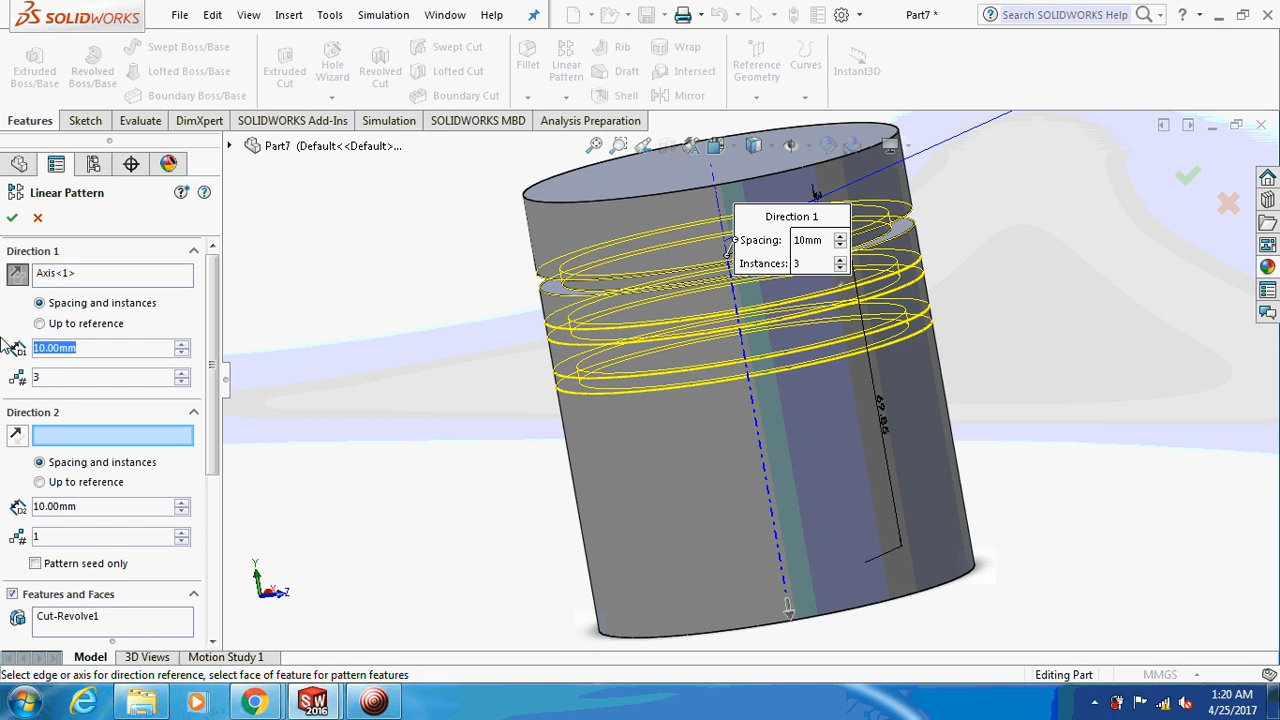 SOLIDWORKS File Edit View Insert Tools Simulation Window Help Part7 * Search SOLIDWORKS Help
Extruded Boss/Base
Revolved Boss/Base
Swept Boss/Base
Lofted Boss/Base
Boundary Boss/Base
Extruded Cut
Hole Wizard
Revolved Cut
Swept Cut
Lofted Cut
Boundary Cut
Fillet
Linear Pattern
Rib
Draft
Shell
Wrap
Intersect
Mirror
Reference Geometry
Curves
Instant3D
Features Sketch Evaluate DimXpert SOLIDWORKS Add-Ins Simulation SOLIDWORKS MBD Analysis Preparation
Part7 (Default<<Default>...
Linear Pattern
Direction 1
Axis<1>
Spacing and instances
Up to reference
D1 10.00mm
3
Direction 2
Spacing and instances
Up to reference
D2 10.00mm
1
Pattern seed only
Features and Faces
Cut-Revolve1
Direction 1
Spacing: 10mm
Instances: 3
69.85
Y
Z
Model 3D Views Motion Study 1
Select edge or axis for direction reference, select face of feature for pattern features Editing Part MMGS
SW 2016
1:20 AM
4/25/2017